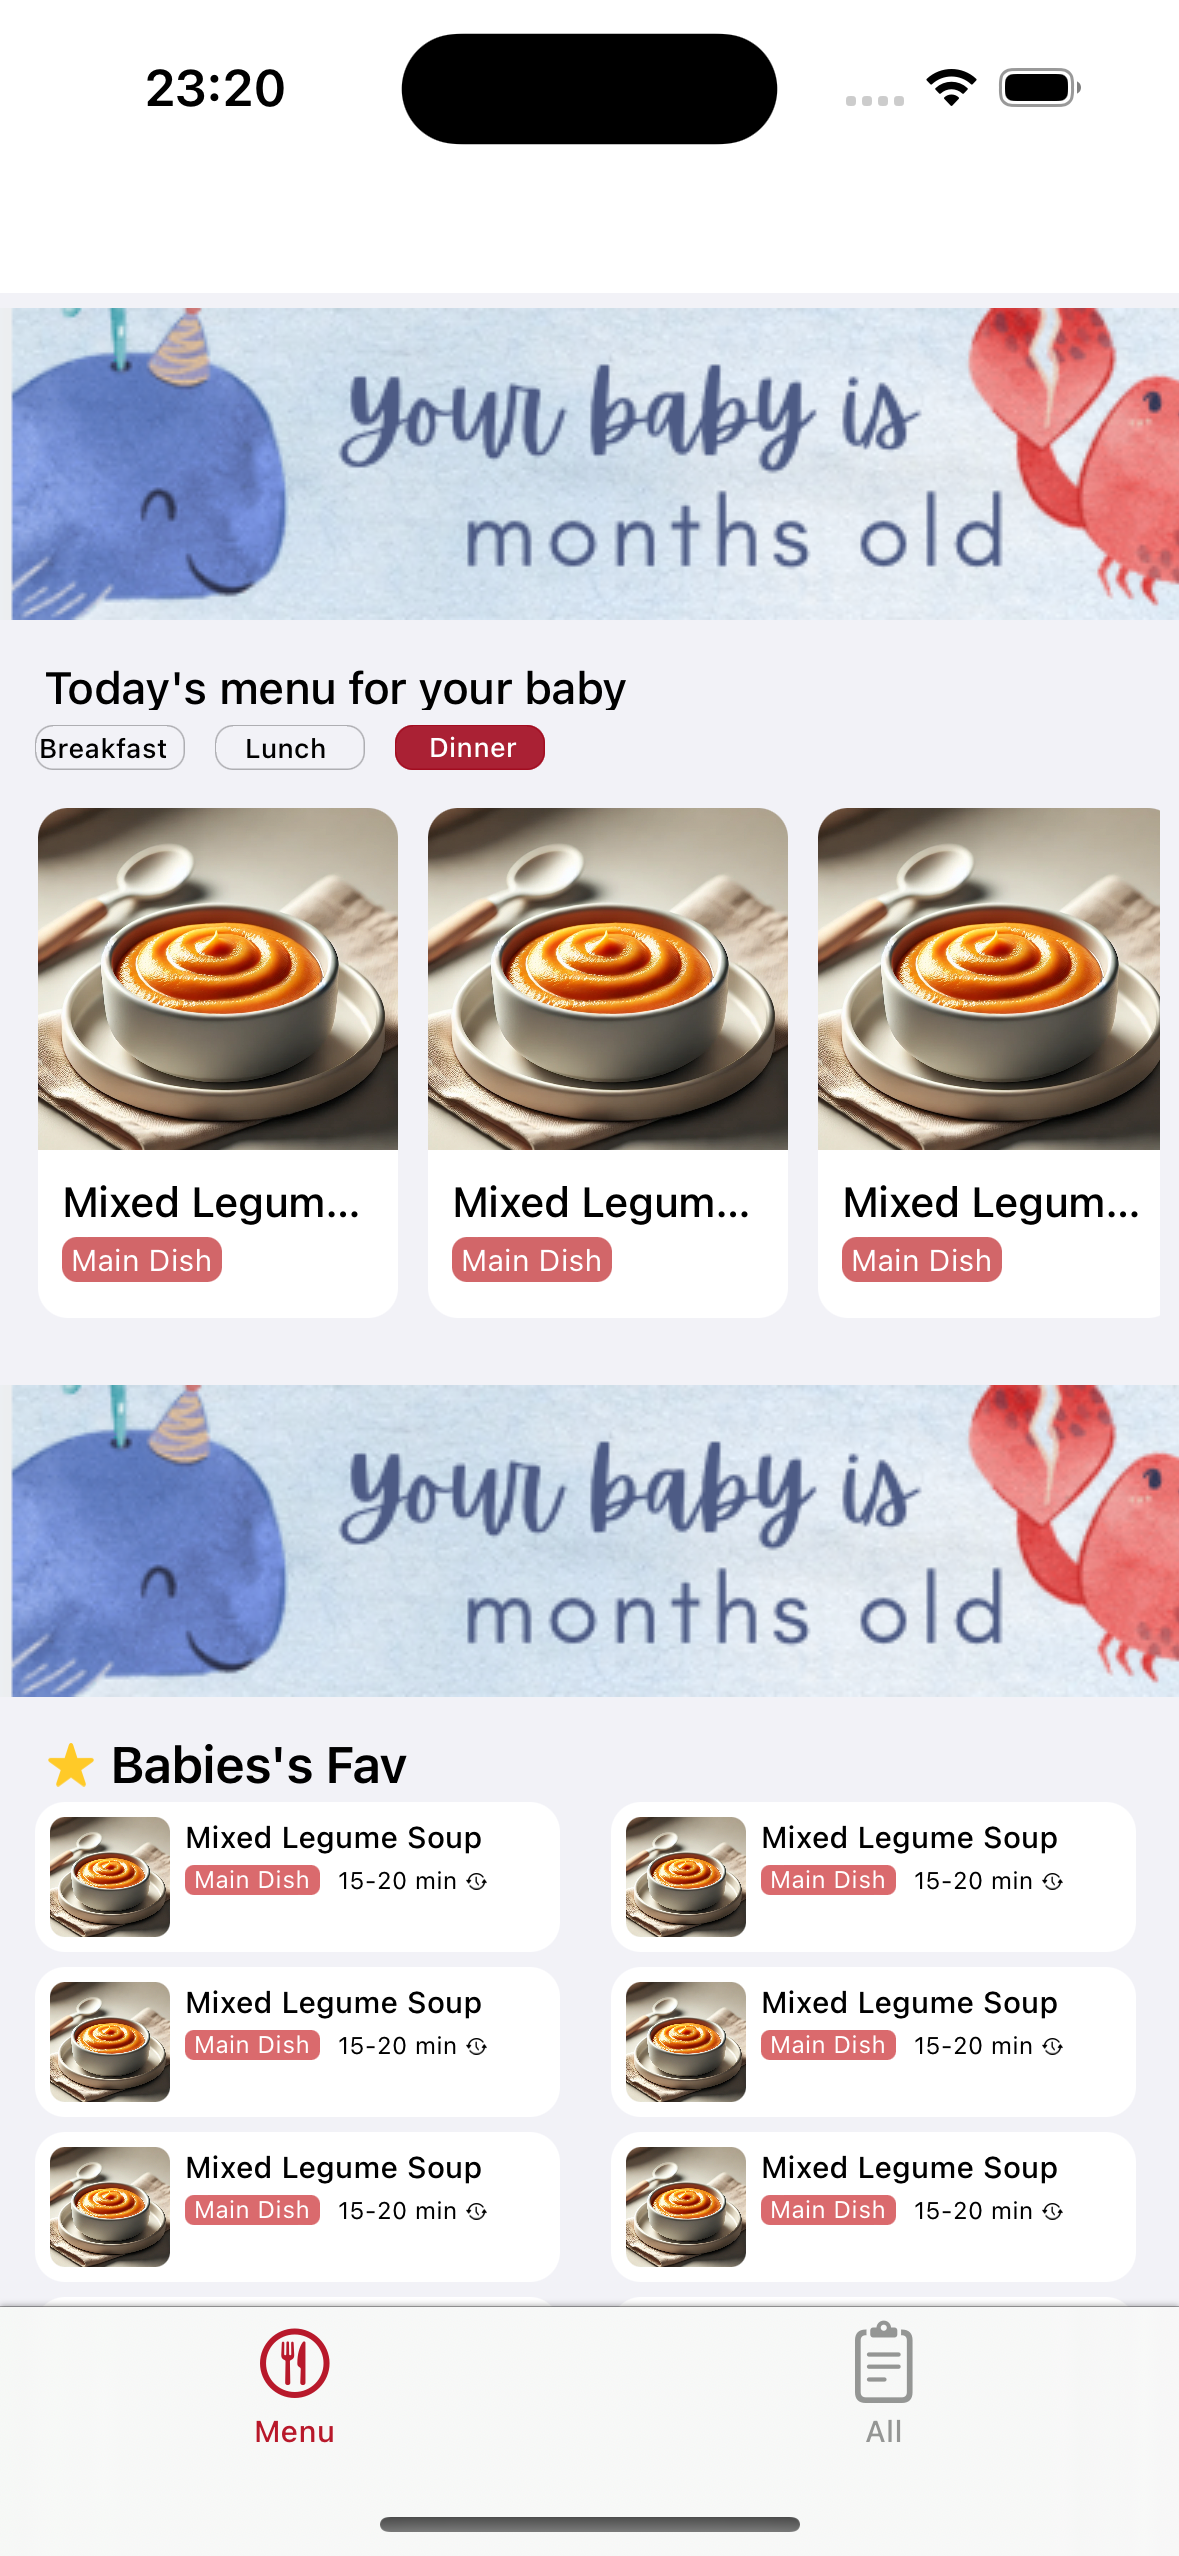 23:20
Your baby is
months old
Today's menu for your baby
Breakfast Lunch Dinner
Mixed Legum... Mixed Legum... Mixed Legum...
Main Dish Main Dish Main Dish
Your baby is
months old
Babies's Fav
Mixed Legume Soup Mixed Legume Soup
Main Dish 15-20 min Main Dish 15-20 min
Mixed Legume Soup Mixed Legume Soup
Main Dish 15-20 min Main Dish 15-20 min
Mixed Legume Soup Mixed Legume Soup
Main Dish 15-20 min Main Dish 15-20 min
Menu All